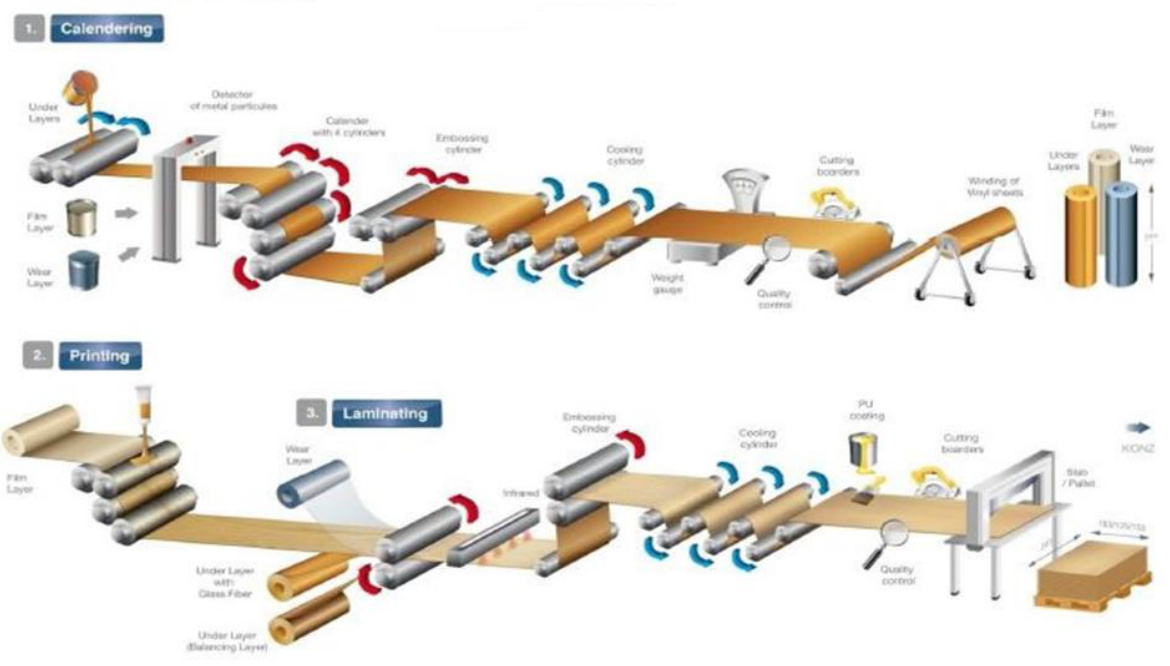 1. Calendering
Under
Layers
Detector
of metal particules
Calender
with 4 cylinders
Embossing
cylinder
Cooling
cylinder
Cutting
boarders
Winding of
Vinyl sheets
Film
Layer
Under
Layers
Wear
Layer
Film
Layer
Wear
Layer
Weight
gauge
Quality
control
2. Printing
3. Laminating
Film
Layer
Wear
Layer
Infrared
Embossing
cylinder
Cooling
cylinder
PU
coating
Cutting
boarders
KONZ
Slab
/ Pallet
Quality
control
Under Layer
with
Glass Fiber
Under Layer
(Balancing Layer)